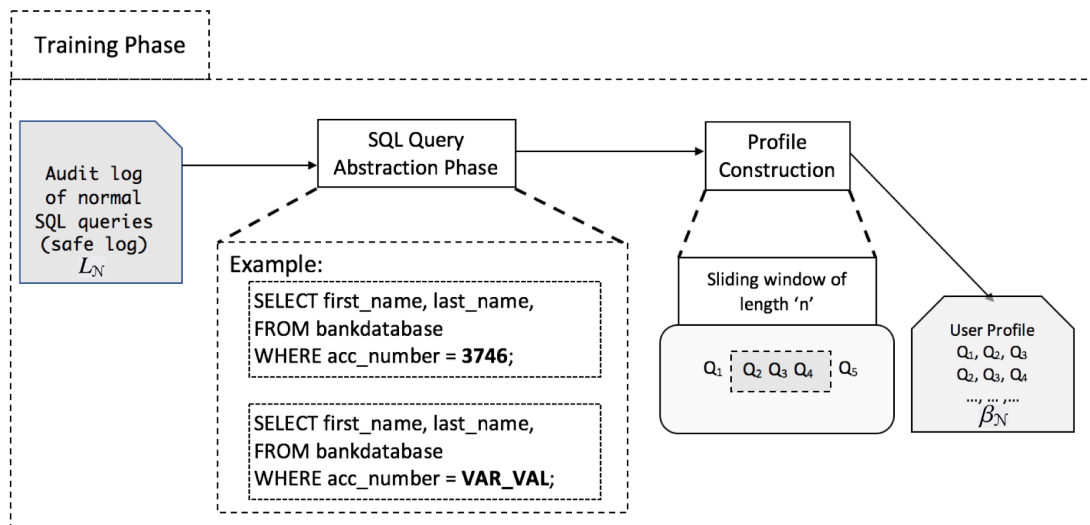 Training Phase
Audit log
of normal
SQL queries
(safe log)
L𝒩
SQL Query
Abstraction Phase
Profile
Construction
Example:
SELECT first_name, last_name,
FROM bankdatabase
WHERE acc_number = 3746;
SELECT first_name, last_name,
FROM bankdatabase
WHERE acc_number = VAR_VAL;
Sliding window of
length ‘n’
Q₁ Q₂ Q₃ Q₄ Q₅
User Profile
Q₁, Q₂, Q₃
Q₂, Q₃, Q₄
..., ... ,...
β𝒩